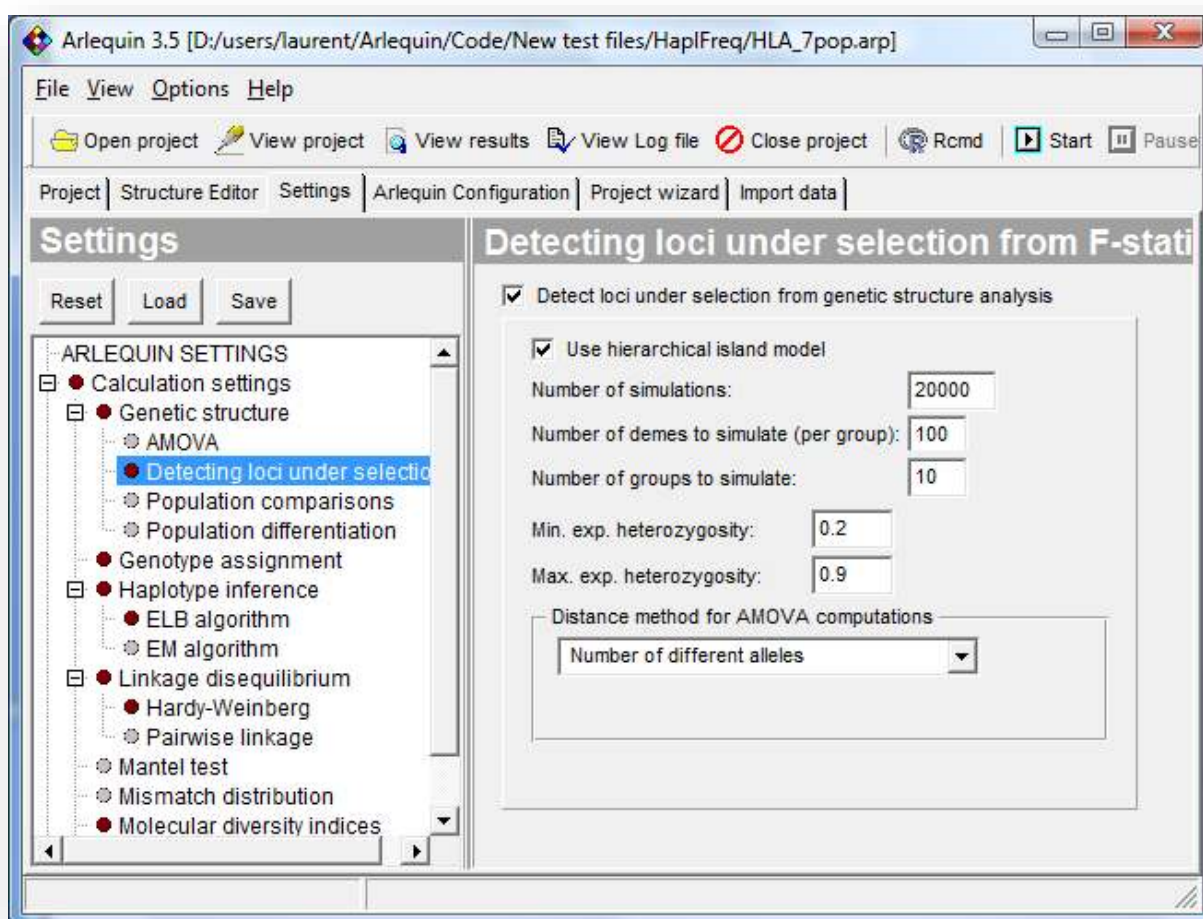 Arlequin 3.5 [D:/users/laurent/Arlequin/Code/New test files/HaplFreq/HLA_7pop.arp]
File View Options Help
Open project View project View results View Log file Close project Rcmd Start Pause
Project Structure Editor Settings Arlequin Configuration Project wizard Import data
Settings
Reset Load Save
ARLEQUIN SETTINGS
Calculation settings
Genetic structure
AMOVA
Detecting loci under selectio
Population comparisons
Population differentiation
Genotype assignment
Haplotype inference
ELB algorithm
EM algorithm
Linkage disequilibrium
Hardy-Weinberg
Pairwise linkage
Mantel test
Mismatch distribution
Molecular diversity indices
Detecting loci under selection from F-stati
Detect loci under selection from genetic structure analysis
Use hierarchical island model
Number of simulations: 20000
Number of demes to simulate (per group): 100
Number of groups to simulate: 10
Min. exp. heterozygosity: 0.2
Max. exp. heterozygosity: 0.9
Distance method for AMOVA computations
Number of different alleles